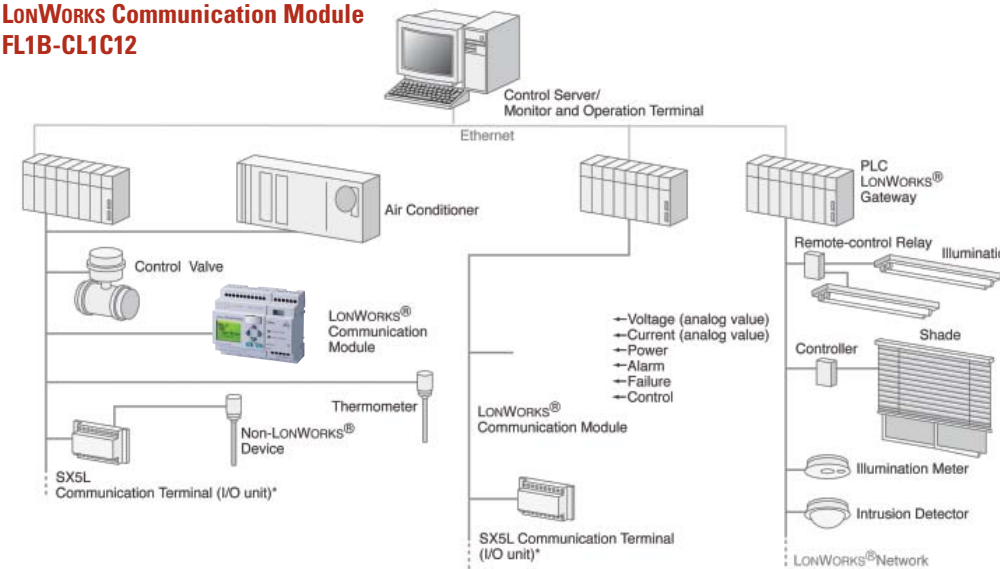 LONWORKS Communication Module
FL1B-CL1C12
Control Server/
Monitor and Operation Terminal
Ethernet
PLC
LONWORKS®
Gateway
Air Conditioner
Remote-control Relay
Illuminatio
Control Valve
LONWORKS®
Communication
Module
←Voltage (analog value)
←Current (analog value)
←Power
←Alarm
←Failure
←Control
Shade
Controller
Thermometer
LONWORKS®
Communication Module
Non-LONWORKS®
Device
SX5L
Communication Terminal (I/O unit)*
Illumination Meter
Intrusion Detector
SX5L Communication Terminal
(I/O unit)*
LONWORKS®Network